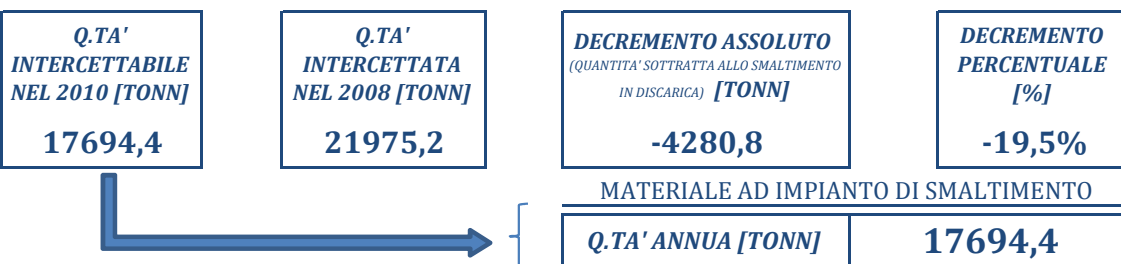 Q.TA'
INTERCETTABILE
NEL 2010 [TONN]
17694,4
Q.TA'
INTERCETTATA
NEL 2008 [TONN]
21975,2
DECREMENTO ASSOLUTO
(QUANTITA' SOTTRATTA ALLO SMALTIMENTO
IN DISCARICA) [TONN]
-4280,8
DECREMENTO
PERCENTUALE
[%]
-19,5%
MATERIALE AD IMPIANTO DI SMALTIMENTO
Q.TA' ANNUA [TONN] 17694,4